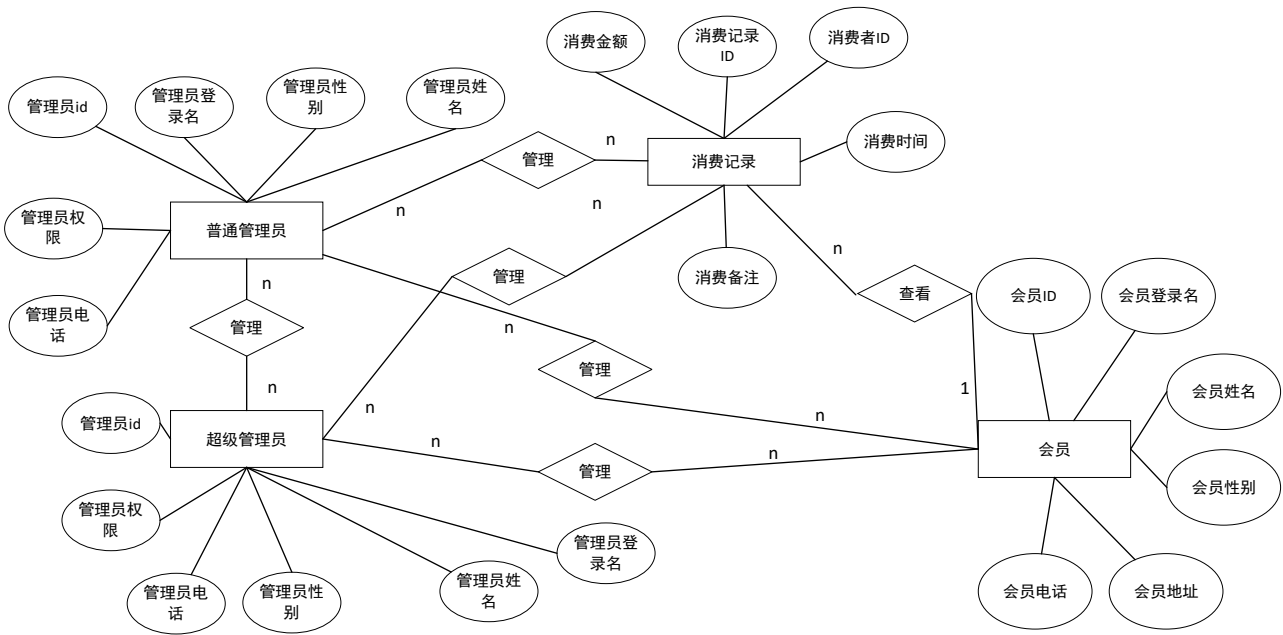 消费金额
消费记录
ID
消费者ID
管理员id
管理员登
录名
管理员性
别
管理员姓
名
消费时间
n
管理
消费记录
n
n
管理员权
限
普通管理员
n
管理
消费备注
n
查看
会员ID
会员登录名
管理员电
话
管理
n
管理
n
n
1
会员姓名
管理员id
超级管理员
n
n
n
会员
管理
会员性别
管理员权
限
管理员登
录名
管理员电
话
管理员性
别
管理员姓
名
会员电话
会员地址